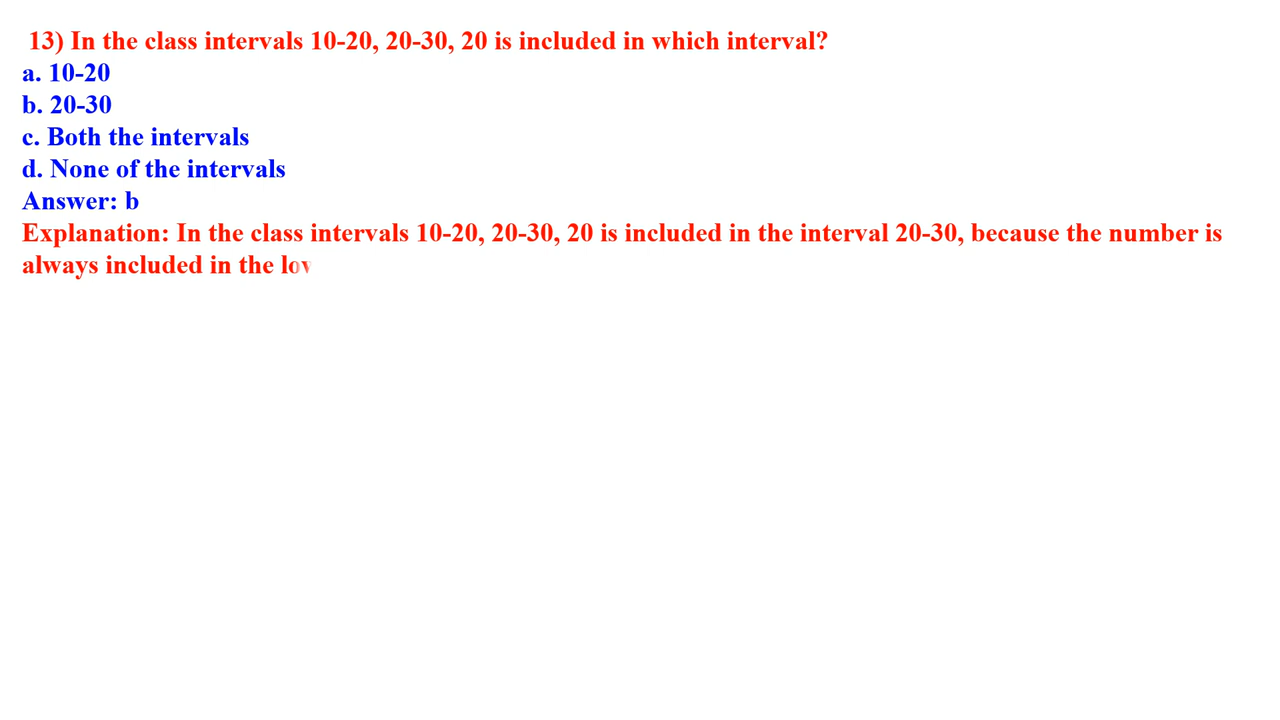 13) In the class intervals 10-20, 20-30, 20 is included in which interval?
a. 10-20
b. 20-30
c. Both the intervals
d. None of the intervals
Answer: b
Explanation: In the class intervals 10-20, 20-30, 20 is included in the interval 20-30, because the number is
always included in the